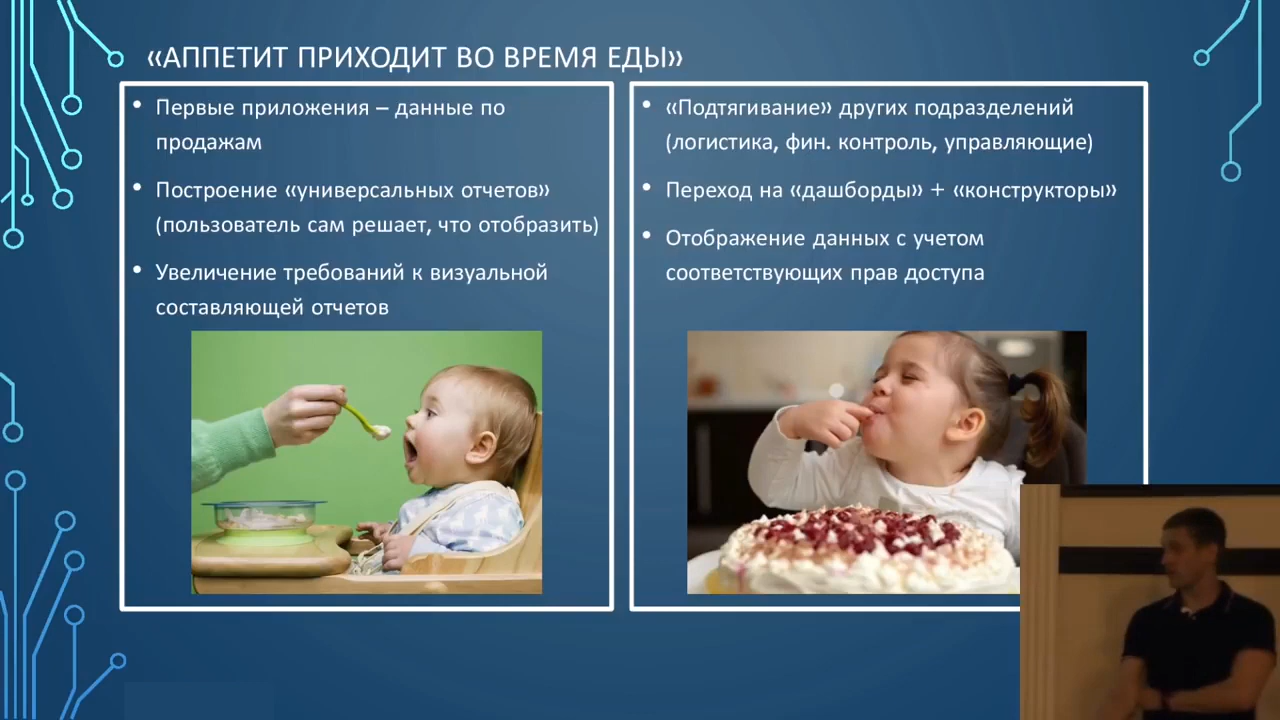 «АППЕТИТ ПРИХОДИТ ВО ВРЕМЯ ЕДЫ»
• Первые приложения – данные по
продажам
• Построение «универсальных отчетов»
(пользователь сам решает, что отобразить)
• Увеличение требований к визуальной
составляющей отчетов
• «Подтягивание» других подразделений
(логистика, фин. контроль, управляющие)
• Переход на «дашборды» + «конструкторы»
• Отображение данных с учетом
соответствующих прав доступа